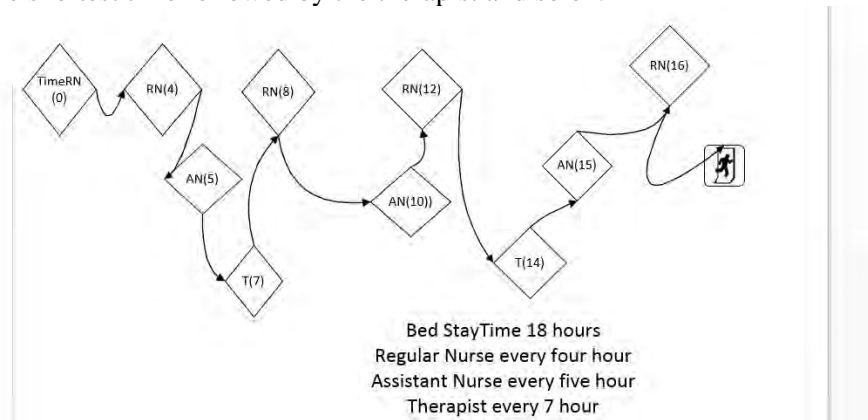 TimeRN
(0)
RN(4)
RN(8)
RN(12)
RN(16)
AN(5)
AN(10))
AN(15)
T(7)
T(14)
Bed StayTime 18 hours
Regular Nurse every four hour
Assistant Nurse every five hour
Therapist every 7 hour